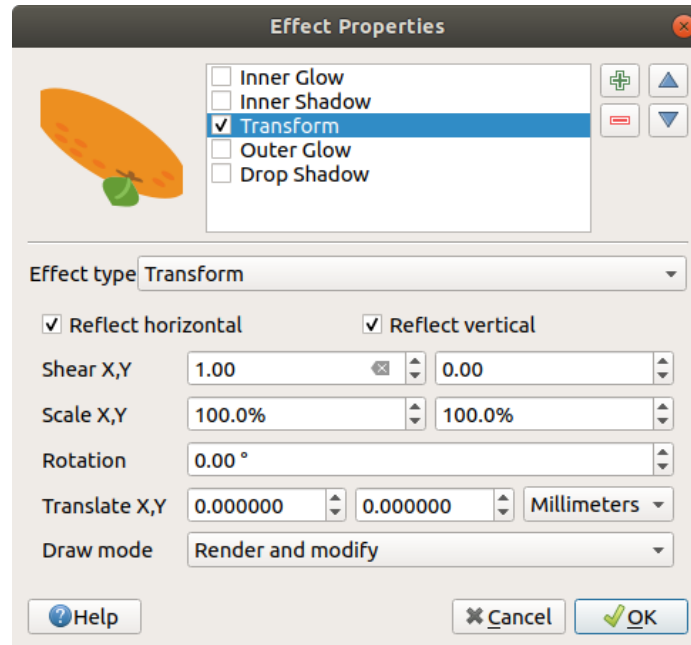 Effect Properties
Inner Glow
Inner Shadow
Transform
Outer Glow
Drop Shadow
Effect type Transform
Reflect horizontal Reflect vertical
Shear X,Y 1.00 0.00
Scale X,Y 100.0% 100.0%
Rotation 0.00 °
Translate X,Y 0.000000 0.000000 Millimeters
Draw mode Render and modify
Help Cancel OK